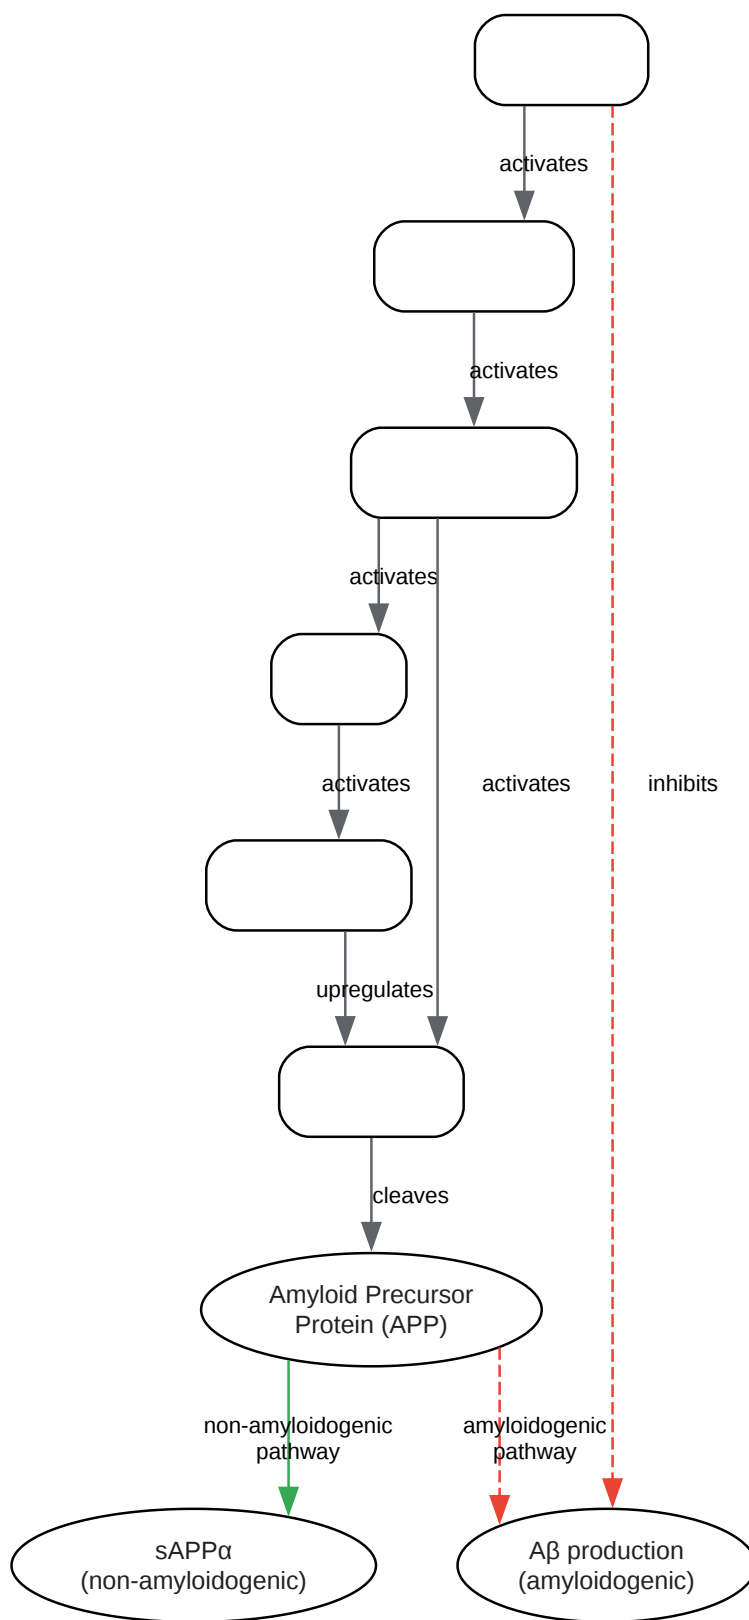 activates
activates
activates
activates
activates
inhibits
upregulates
cleaves
Amyloid Precursor
Protein (APP)
non-amyloidogenic
pathway
amyloidogenic
pathway
sAPPα
(non-amyloidogenic)
Aβ production
(amyloidogenic)